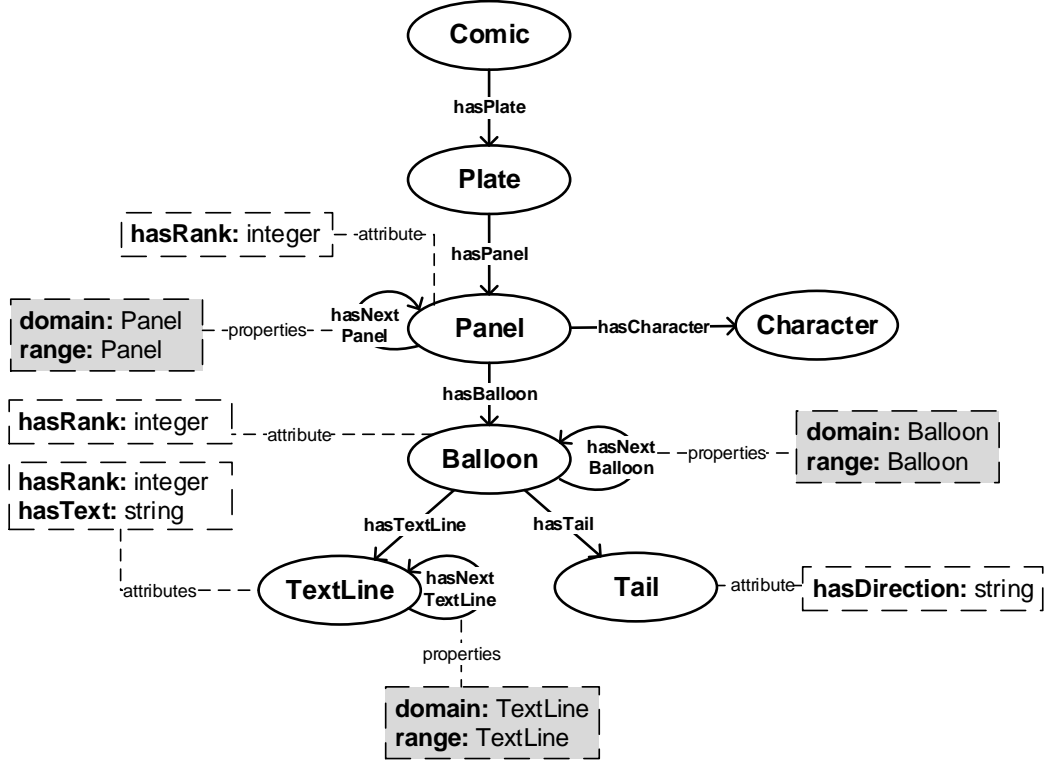 Comic
hasPlate
Plate
hasRank: integer
attribute
hasPanel
domain: Panel
range: Panel
properties
hasNext
Panel
Panel
hasCharacter
Character
hasBalloon
hasRank: integer
attribute
Balloon
hasNext
Balloon
properties
domain: Balloon
range: Balloon
hasRank: integer
hasText: string
hasTextLine
hasTail
attributes
TextLine
hasNext
TextLine
Tail
attribute
hasDirection: string
properties
domain: TextLine
range: TextLine